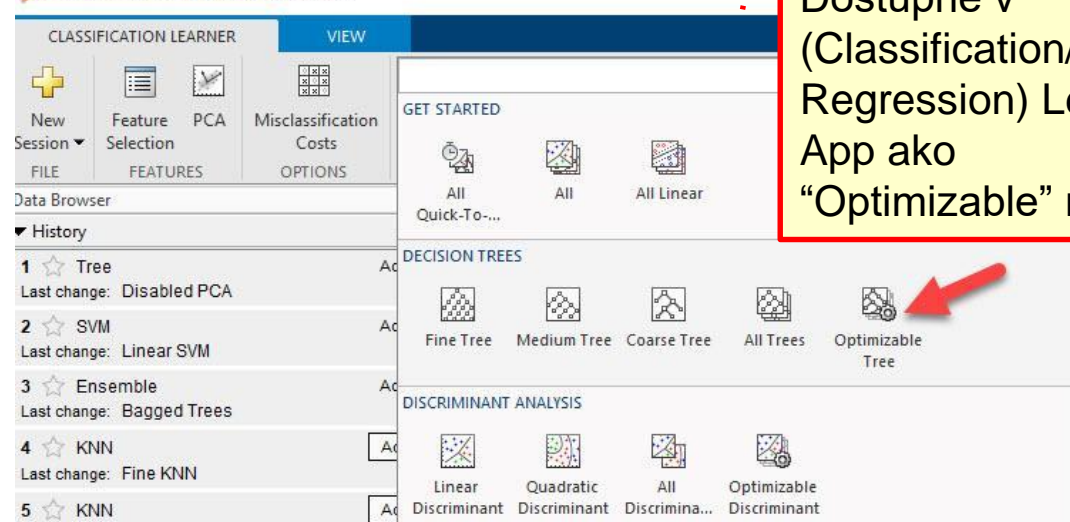 Dostupné v
(Classification/
Regression)
App ako
“Optimizable”
CLASSIFICATION LEARNER
VIEW
New
Session
Feature
Selection
PCA
Misclassification
Costs
FILE
FEATURES
OPTIONS
Data Browser
History
1 Tree
Last change: Disabled PCA
2 SVM
Last change: Linear SVM
3 Ensemble
Last change: Bagged Trees
4 KNN
Last change: Fine KNN
5 KNN
GET STARTED
All
Quick-To-...
All
All Linear
DECISION TREES
Fine Tree
Medium Tree
Coarse Tree
All Trees
Optimizable
Tree
DISCRIMINANT ANALYSIS
Linear
Discriminant
Quadratic
Discriminant
All
Discrimina...
Optimizable
Discriminant